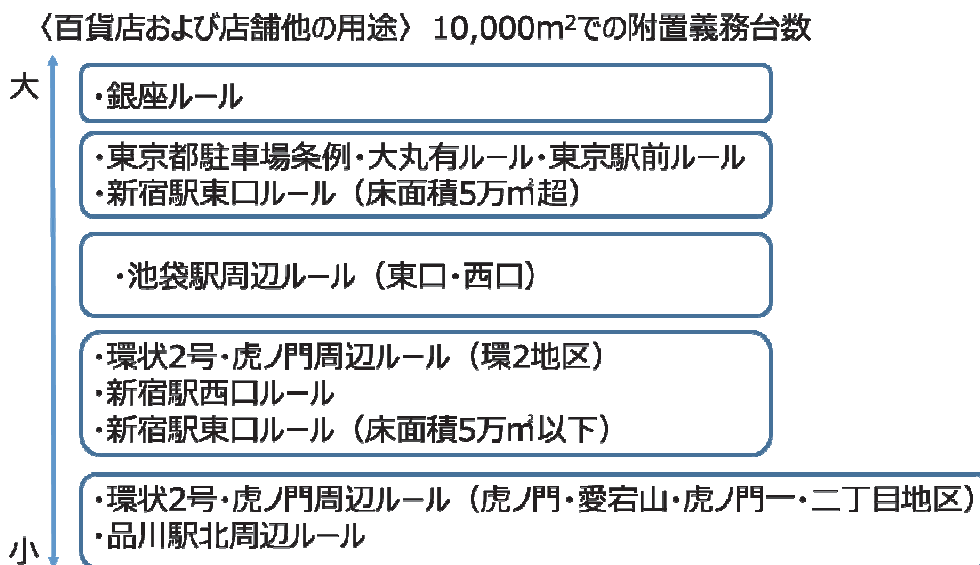 〈百貨店および店舗他の用途〉 10,000m²での附置義務台数
大
・銀座ルール
・東京都駐車場条例・大丸有ルール・東京駅前ルール
・新宿駅東口ルール（床面積5万㎡超）
・池袋駅周辺ルール（東口・西口）
・環状2号・虎ノ門周辺ルール（環2地区）
・新宿駅西口ルール
・新宿駅東口ルール（床面積5万㎡以下）
・環状2号・虎ノ門周辺ルール（虎ノ門・愛宕山・虎ノ門一・二丁目地区）
・品川駅北周辺ルール
小